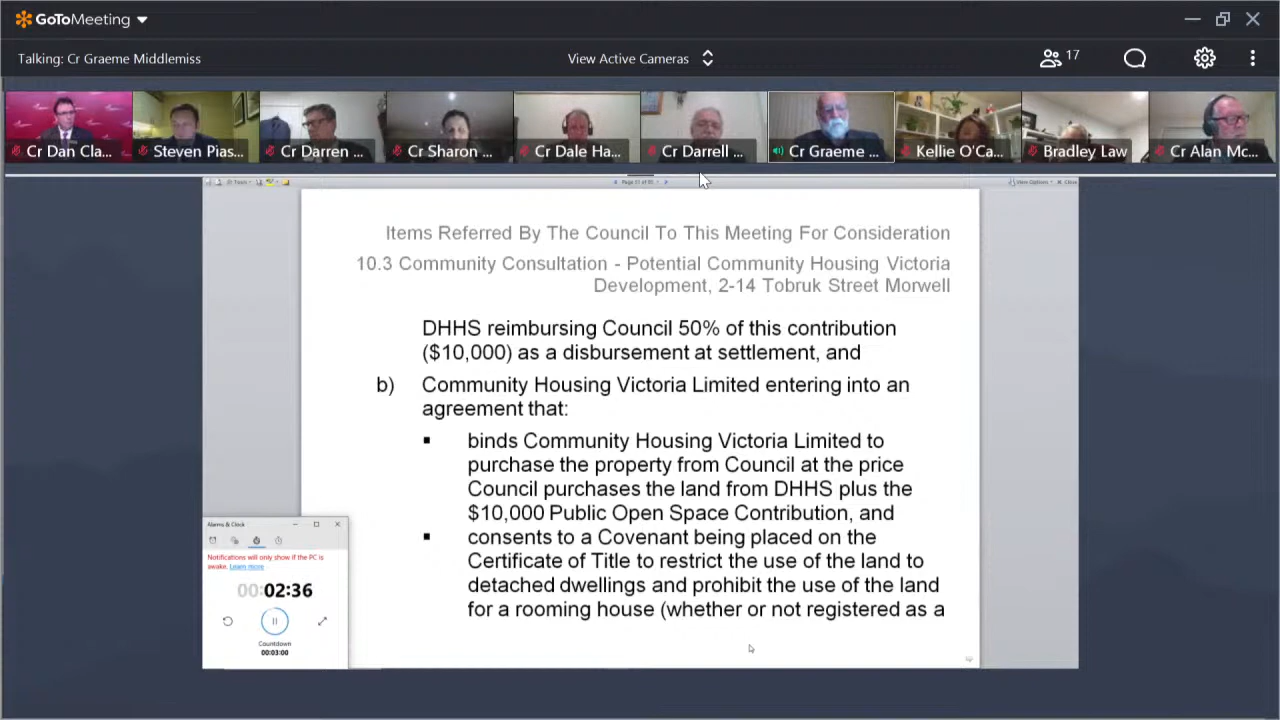 GoToMeeting
Talking: Cr Graeme Middlemiss
View Active Cameras
17
Cr Dan Cla...
Steven Pias...
Cr Darren ...
Cr Sharon ...
Cr Dale Ha...
Cr Darrell ...
Cr Graeme ...
Kellie O'Ca...
Bradley Law
Cr Alan Mc...
Tools
View Options
Close
Items Referred By The Council To This Meeting For Consideration
10.3 Community Consultation - Potential Community Housing Victoria
Development, 2-14 Tobruk Street Morwell
DHHS reimbursing Council 50% of this contribution
($10,000) as a disbursement at settlement, and
b) Community Housing Victoria Limited entering into an
agreement that:
▪ binds Community Housing Victoria Limited to
purchase the property from Council at the price
Council purchases the land from DHHS plus the
$10,000 Public Open Space Contribution, and
▪ consents to a Covenant being placed on the
Certificate of Title to restrict the use of the land to
detached dwellings and prohibit the use of the land
for a rooming house (whether or not registered as a
Alarms & Clock
Notifications will only show if the PC is
awake. Learn more
00:02:36
Countdown
00:03:00